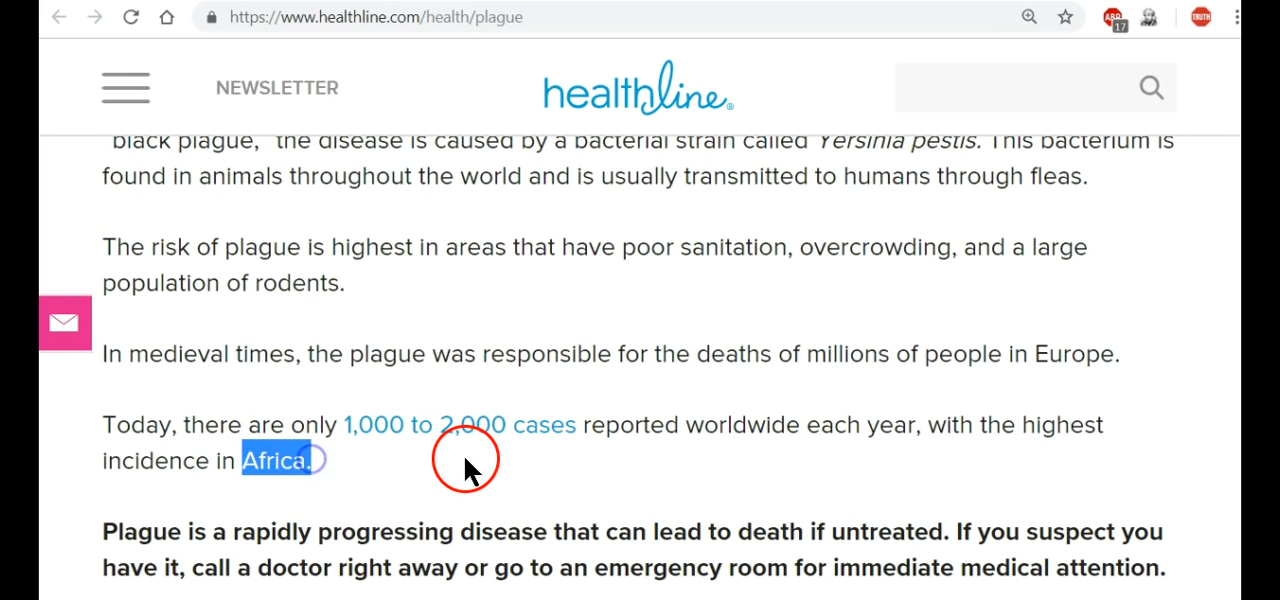 https://www.healthline.com/health/plague
ABP
17
TRUTH
NEWSLETTER
healthline
"black plague," the disease is caused by a bacterial strain called Yersinia pestis. This bacterium is
found in animals throughout the world and is usually transmitted to humans through fleas.
The risk of plague is highest in areas that have poor sanitation, overcrowding, and a large
population of rodents.
In medieval times, the plague was responsible for the deaths of millions of people in Europe.
Today, there are only 1,000 to 2,000 cases reported worldwide each year, with the highest
incidence in Africa.
Plague is a rapidly progressing disease that can lead to death if untreated. If you suspect you
have it, call a doctor right away or go to an emergency room for immediate medical attention.